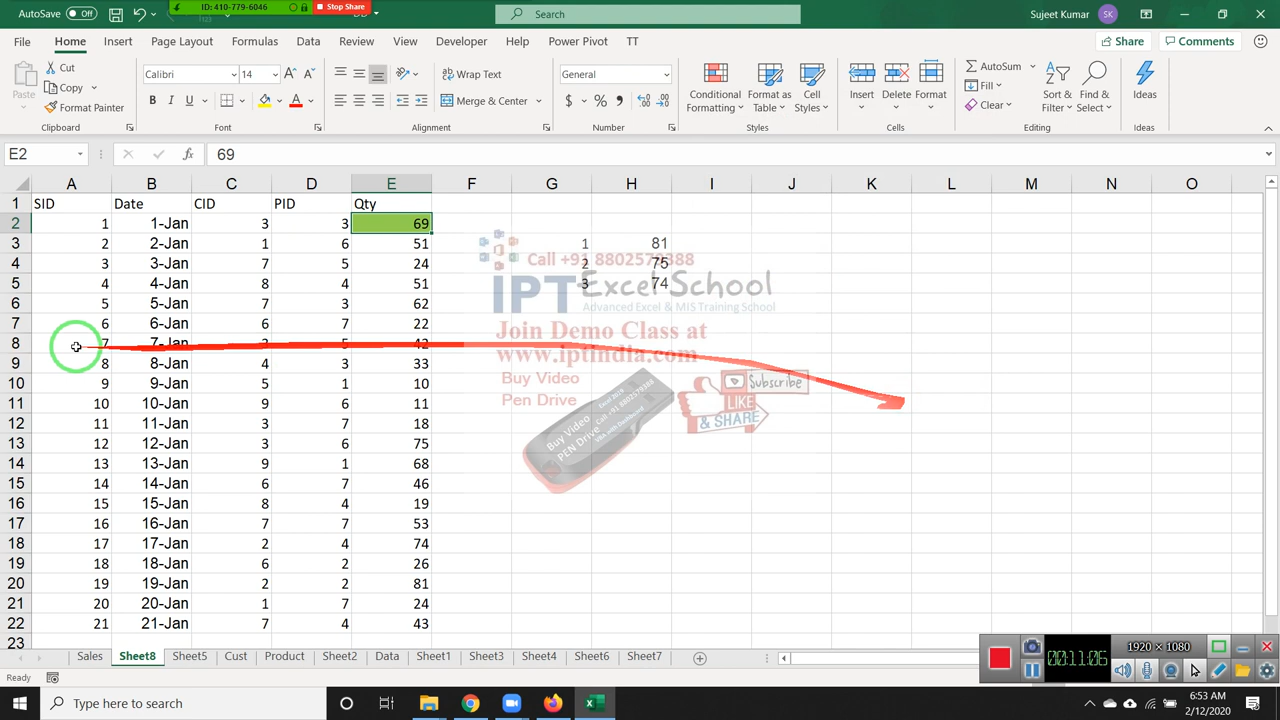 AutoSave Off
ID: 410-779-6046
Stop Share
Search
Sujeet Kumar
SK
File Home Insert Page Layout Formulas Data Review View Developer Help Power Pivot TT
Share Comments
Paste
Cut
Copy
Format Painter
Clipboard
Calibri 14
B I U
Font
Wrap Text
Merge & Center
Alignment
General
$ % ,
Number
Conditional Formatting
Format as Table
Cell Styles
Styles
Insert Delete Format
Cells
AutoSum
Fill
Clear
Sort & Filter
Find & Select
Editing
Ideas
Ideas
E2 fx 69
A B C D E F G H I J K L M N O
1 SID Date CID PID Qty
2 1 1-Jan 3 3 69
3 2 2-Jan 1 6 51 1 81
4 3 3-Jan 7 5 24 2 75
5 4 4-Jan 8 4 51 3 74
6 5 5-Jan 7 3 62
7 6 6-Jan 6 7 22
8 7 7-Jan 5 42
9 8 8-Jan 4 3 33
10 9 9-Jan 5 1 10
11 10 10-Jan 9 6 11
12 11 11-Jan 3 7 18
13 12 12-Jan 3 6 75
14 13 13-Jan 9 1 68
15 14 14-Jan 6 7 46
16 15 15-Jan 8 4 19
17 16 16-Jan 7 7 53
18 17 17-Jan 2 4 74
19 18 18-Jan 6 2 26
20 19 19-Jan 2 2 81
21 20 20-Jan 1 7 24
22 21 21-Jan 7 4 43
23
Call +91 8802579388
IPT Excel School
Advanced Excel & MIS Training School
Join Demo Class at
www.iptindia.com
Buy Video
Pen Drive
Subscribe
LIKE
& SHARE
Buy Video
PEN Drive
Call +91 8802579388
Sales Sheet8 Sheet5 Cust Product Sheet2 Data Sheet1 Sheet3 Sheet4 Sheet6 Sheet7
Ready
00:11:06
1920 × 1080
Type here to search
6:53 AM
2/12/2020